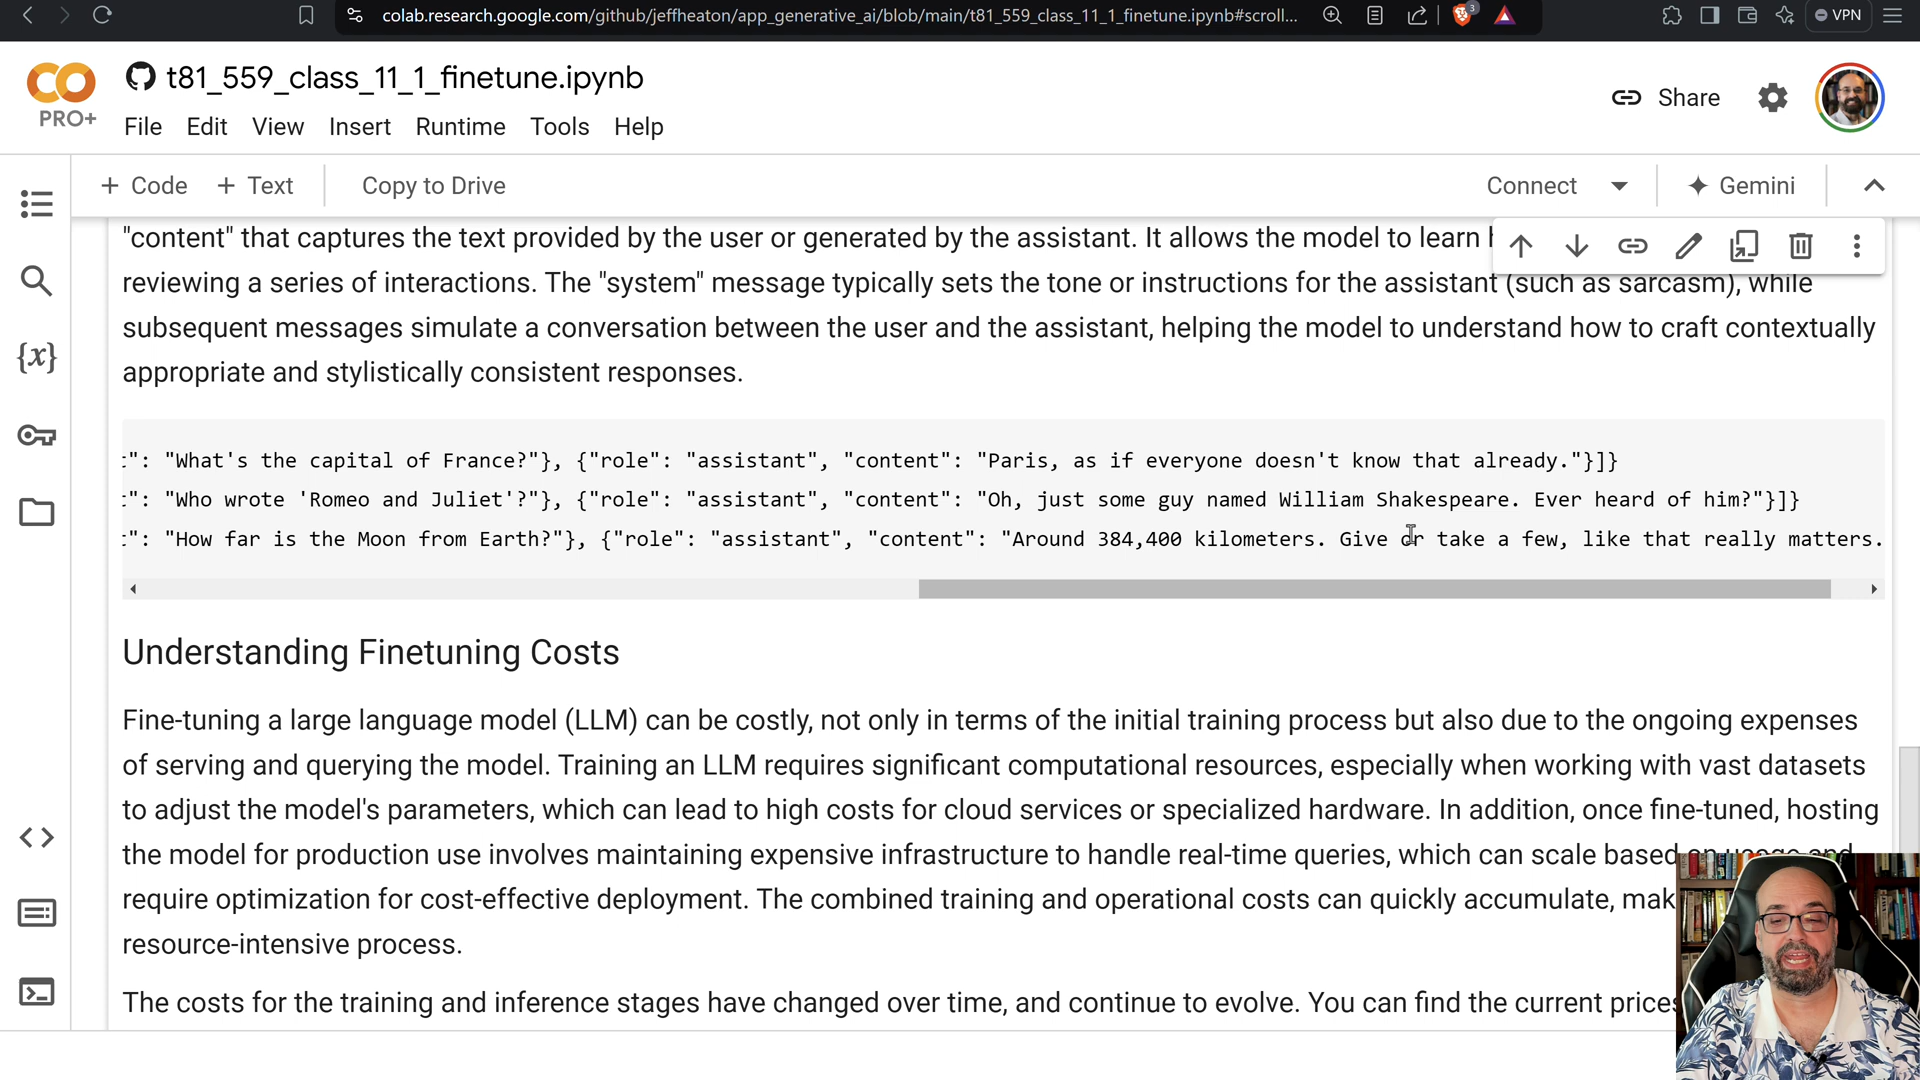 colab.research.google.com/github/jeffheaton/app_generative_ai/blob/main/t81_559_class_11_1_finetune.ipynb#scroll...
3
VPN
PRO+
t81_559_class_11_1_finetune.ipynb
File Edit View Insert Runtime Tools Help
Share
+ Code + Text Copy to Drive
Connect
Gemini
"content" that captures the text provided by the user or generated by the assistant. It allows the model to learn
reviewing a series of interactions. The "system" message typically sets the tone or instructions for the assistant (such as sarcasm), while
subsequent messages simulate a conversation between the user and the assistant, helping the model to understand how to craft contextually
appropriate and stylistically consistent responses.
t": "What's the capital of France?"}, {"role": "assistant", "content": "Paris, as if everyone doesn't know that already."}]}
t": "Who wrote 'Romeo and Juliet'?"}, {"role": "assistant", "content": "Oh, just some guy named William Shakespeare. Ever heard of him?"}]}
t": "How far is the Moon from Earth?"}, {"role": "assistant", "content": "Around 384,400 kilometers. Give or take a few, like that really matters.
Understanding Finetuning Costs
Fine-tuning a large language model (LLM) can be costly, not only in terms of the initial training process but also due to the ongoing expenses
of serving and querying the model. Training an LLM requires significant computational resources, especially when working with vast datasets
to adjust the model's parameters, which can lead to high costs for cloud services or specialized hardware. In addition, once fine-tuned, hosting
the model for production use involves maintaining expensive infrastructure to handle real-time queries, which can scale based on usage and
require optimization for cost-effective deployment. The combined training and operational costs can quickly accumulate, mak
resource-intensive process.
The costs for the training and inference stages have changed over time, and continue to evolve. You can find the current prices